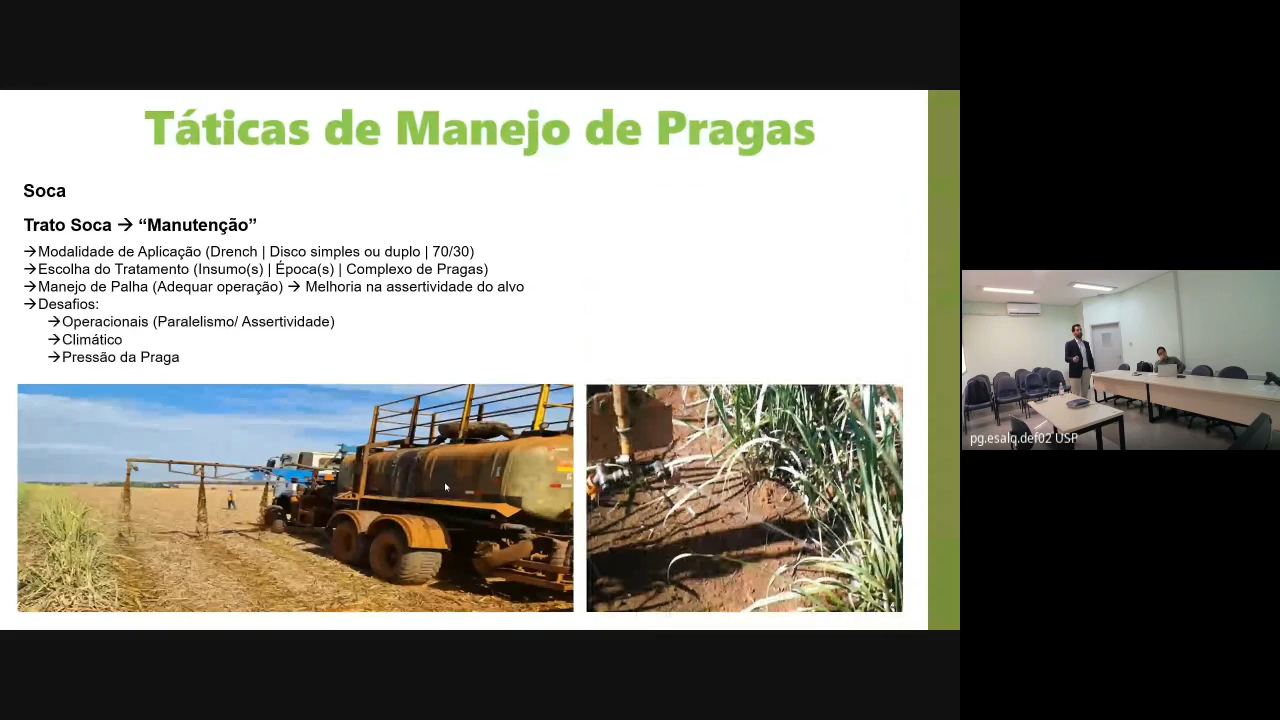 Táticas de Manejo de Pragas
Soca
Trato Soca → “Manutenção”
→Modalidade de Aplicação (Drench | Disco simples ou duplo | 70/30)
→Escolha do Tratamento (Insumo(s) | Época(s) | Complexo de Pragas)
→Manejo de Palha (Adequar operação) → Melhoria na assertividade do alvo
→Desafios:
→Operacionais (Paralelismo/ Assertividade)
→Climático
→Pressão da Praga
pg.esalq.def02 USP